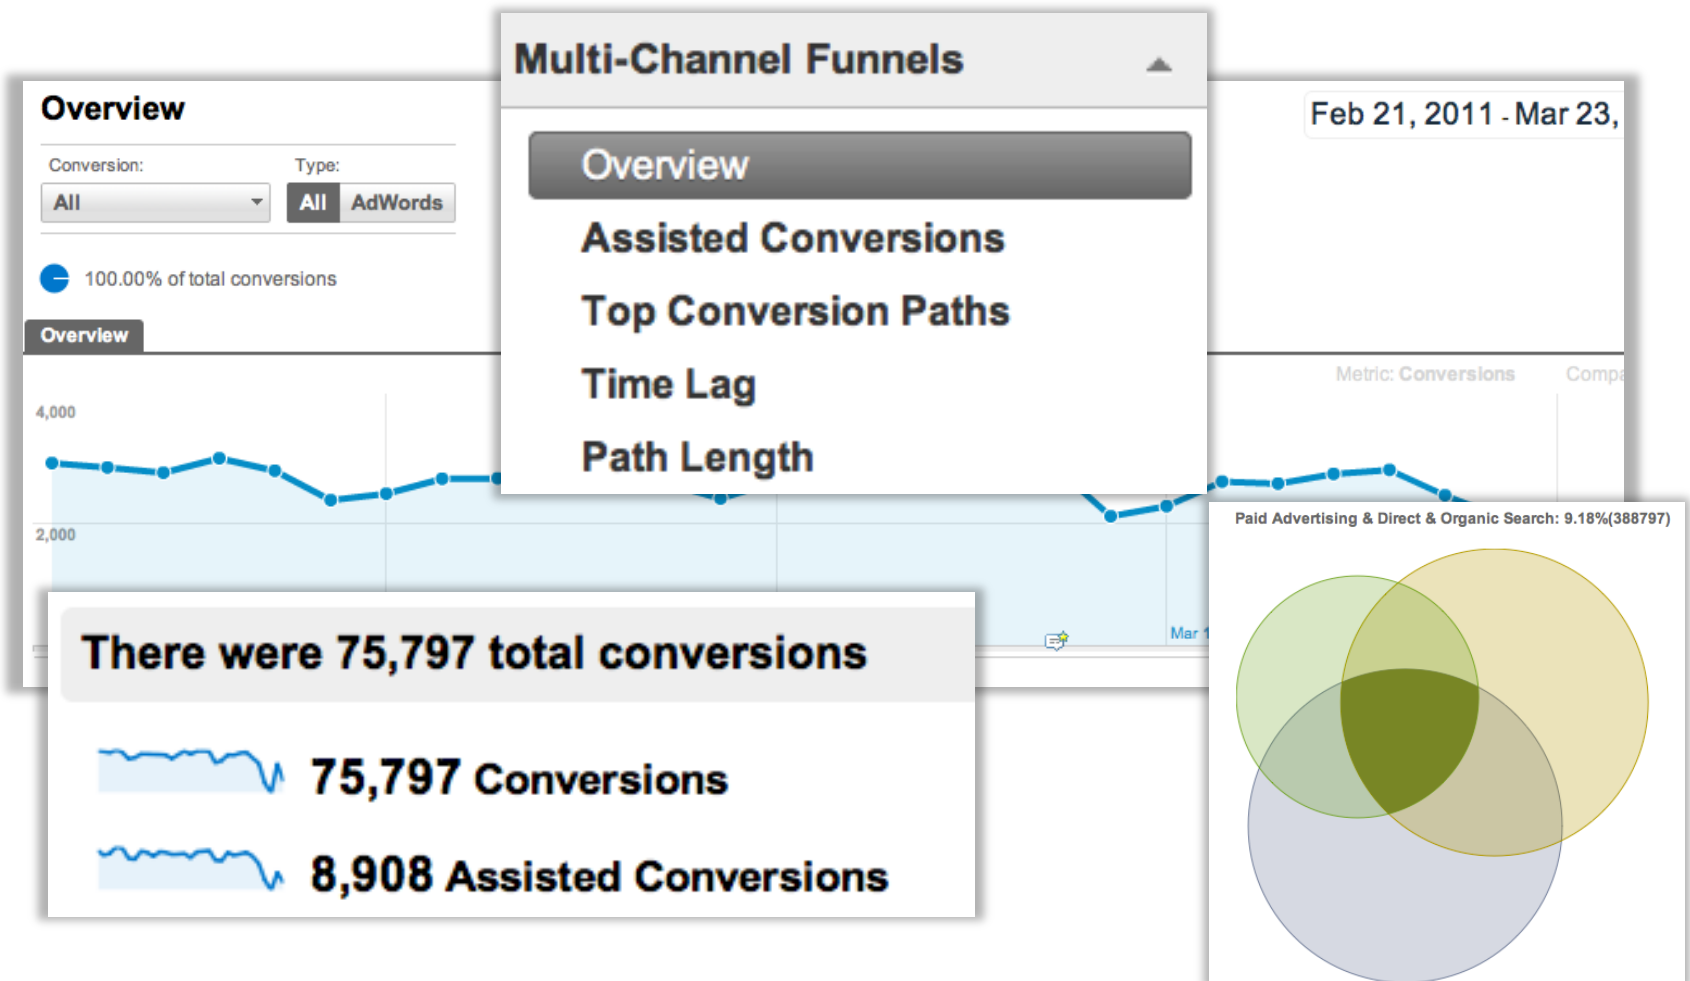 Multi-Channel Funnels
Overview
Feb 21, 2011 - Mar 23,
Conversion:
Type:
All
All
AdWords
100.00% of total conversions
Overview
Overview
Assisted Conversions
Top Conversion Paths
Time Lag
Path Length
Metric: Conversions
4,000
2,000
Paid Advertising & Direct & Organic Search: 9.18%(388797)
Mar 1
There were 75,797 total conversions
75,797 Conversions
8,908 Assisted Conversions